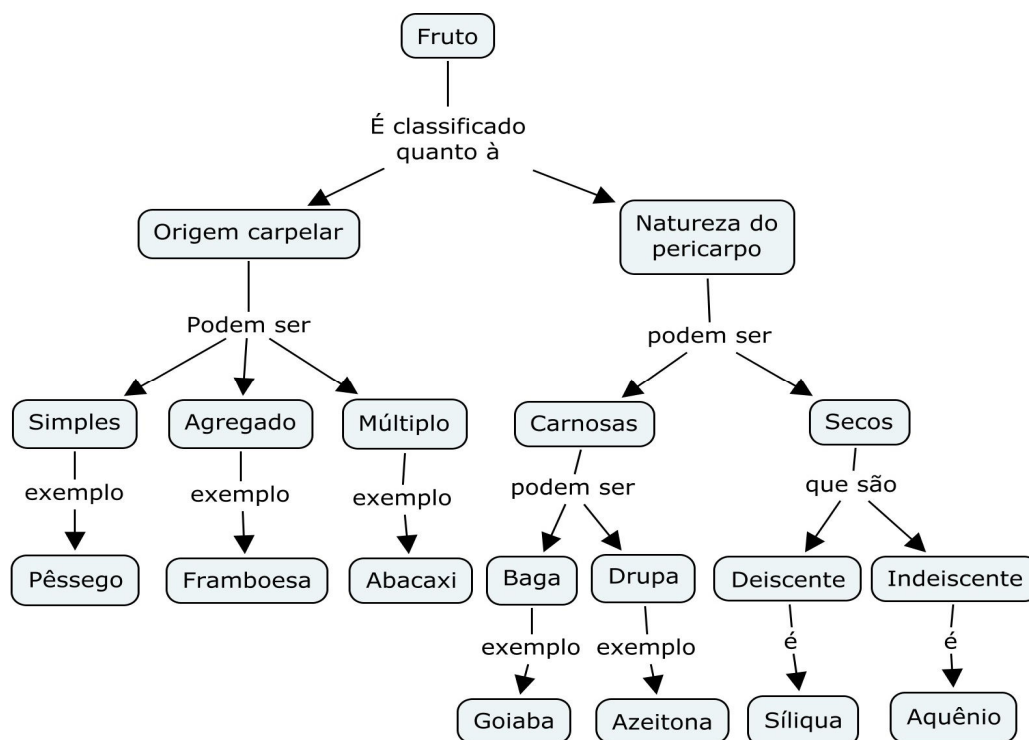 Fruto
É classificado
quanto à
Origem carpelar
Natureza do
pericarpo
Podem ser
podem ser
Simples
Agregado
Múltiplo
Carnosas
Secos
exemplo
exemplo
exemplo
podem ser
que são
Pêssego
Framboesa
Abacaxi
Baga
Drupa
Deiscente
Indeiscente
exemplo
exemplo
é
é
Goiaba
Azeitona
Síliqua
Aquênio